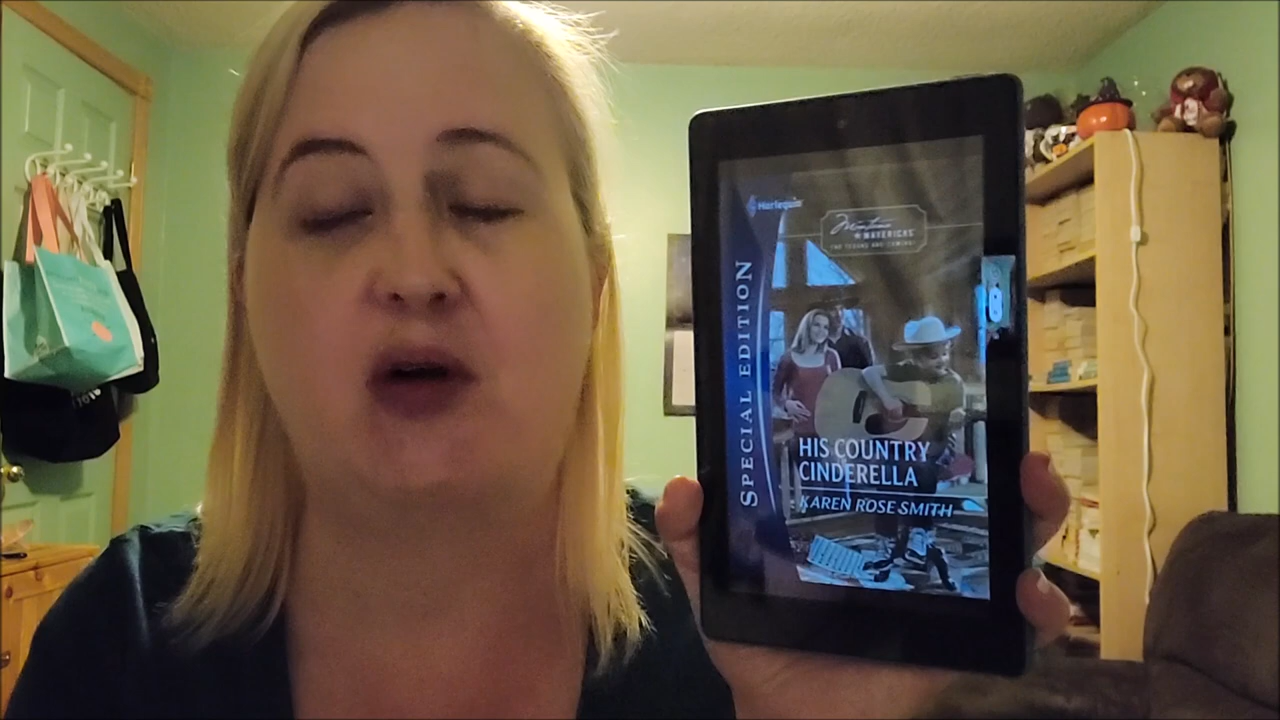 Harlequin
Montana
MAVERICKS
THE TEXANS ARE COMING!
SPECIAL EDITION
HIS COUNTRY
CINDERELLA
KAREN ROSE SMITH